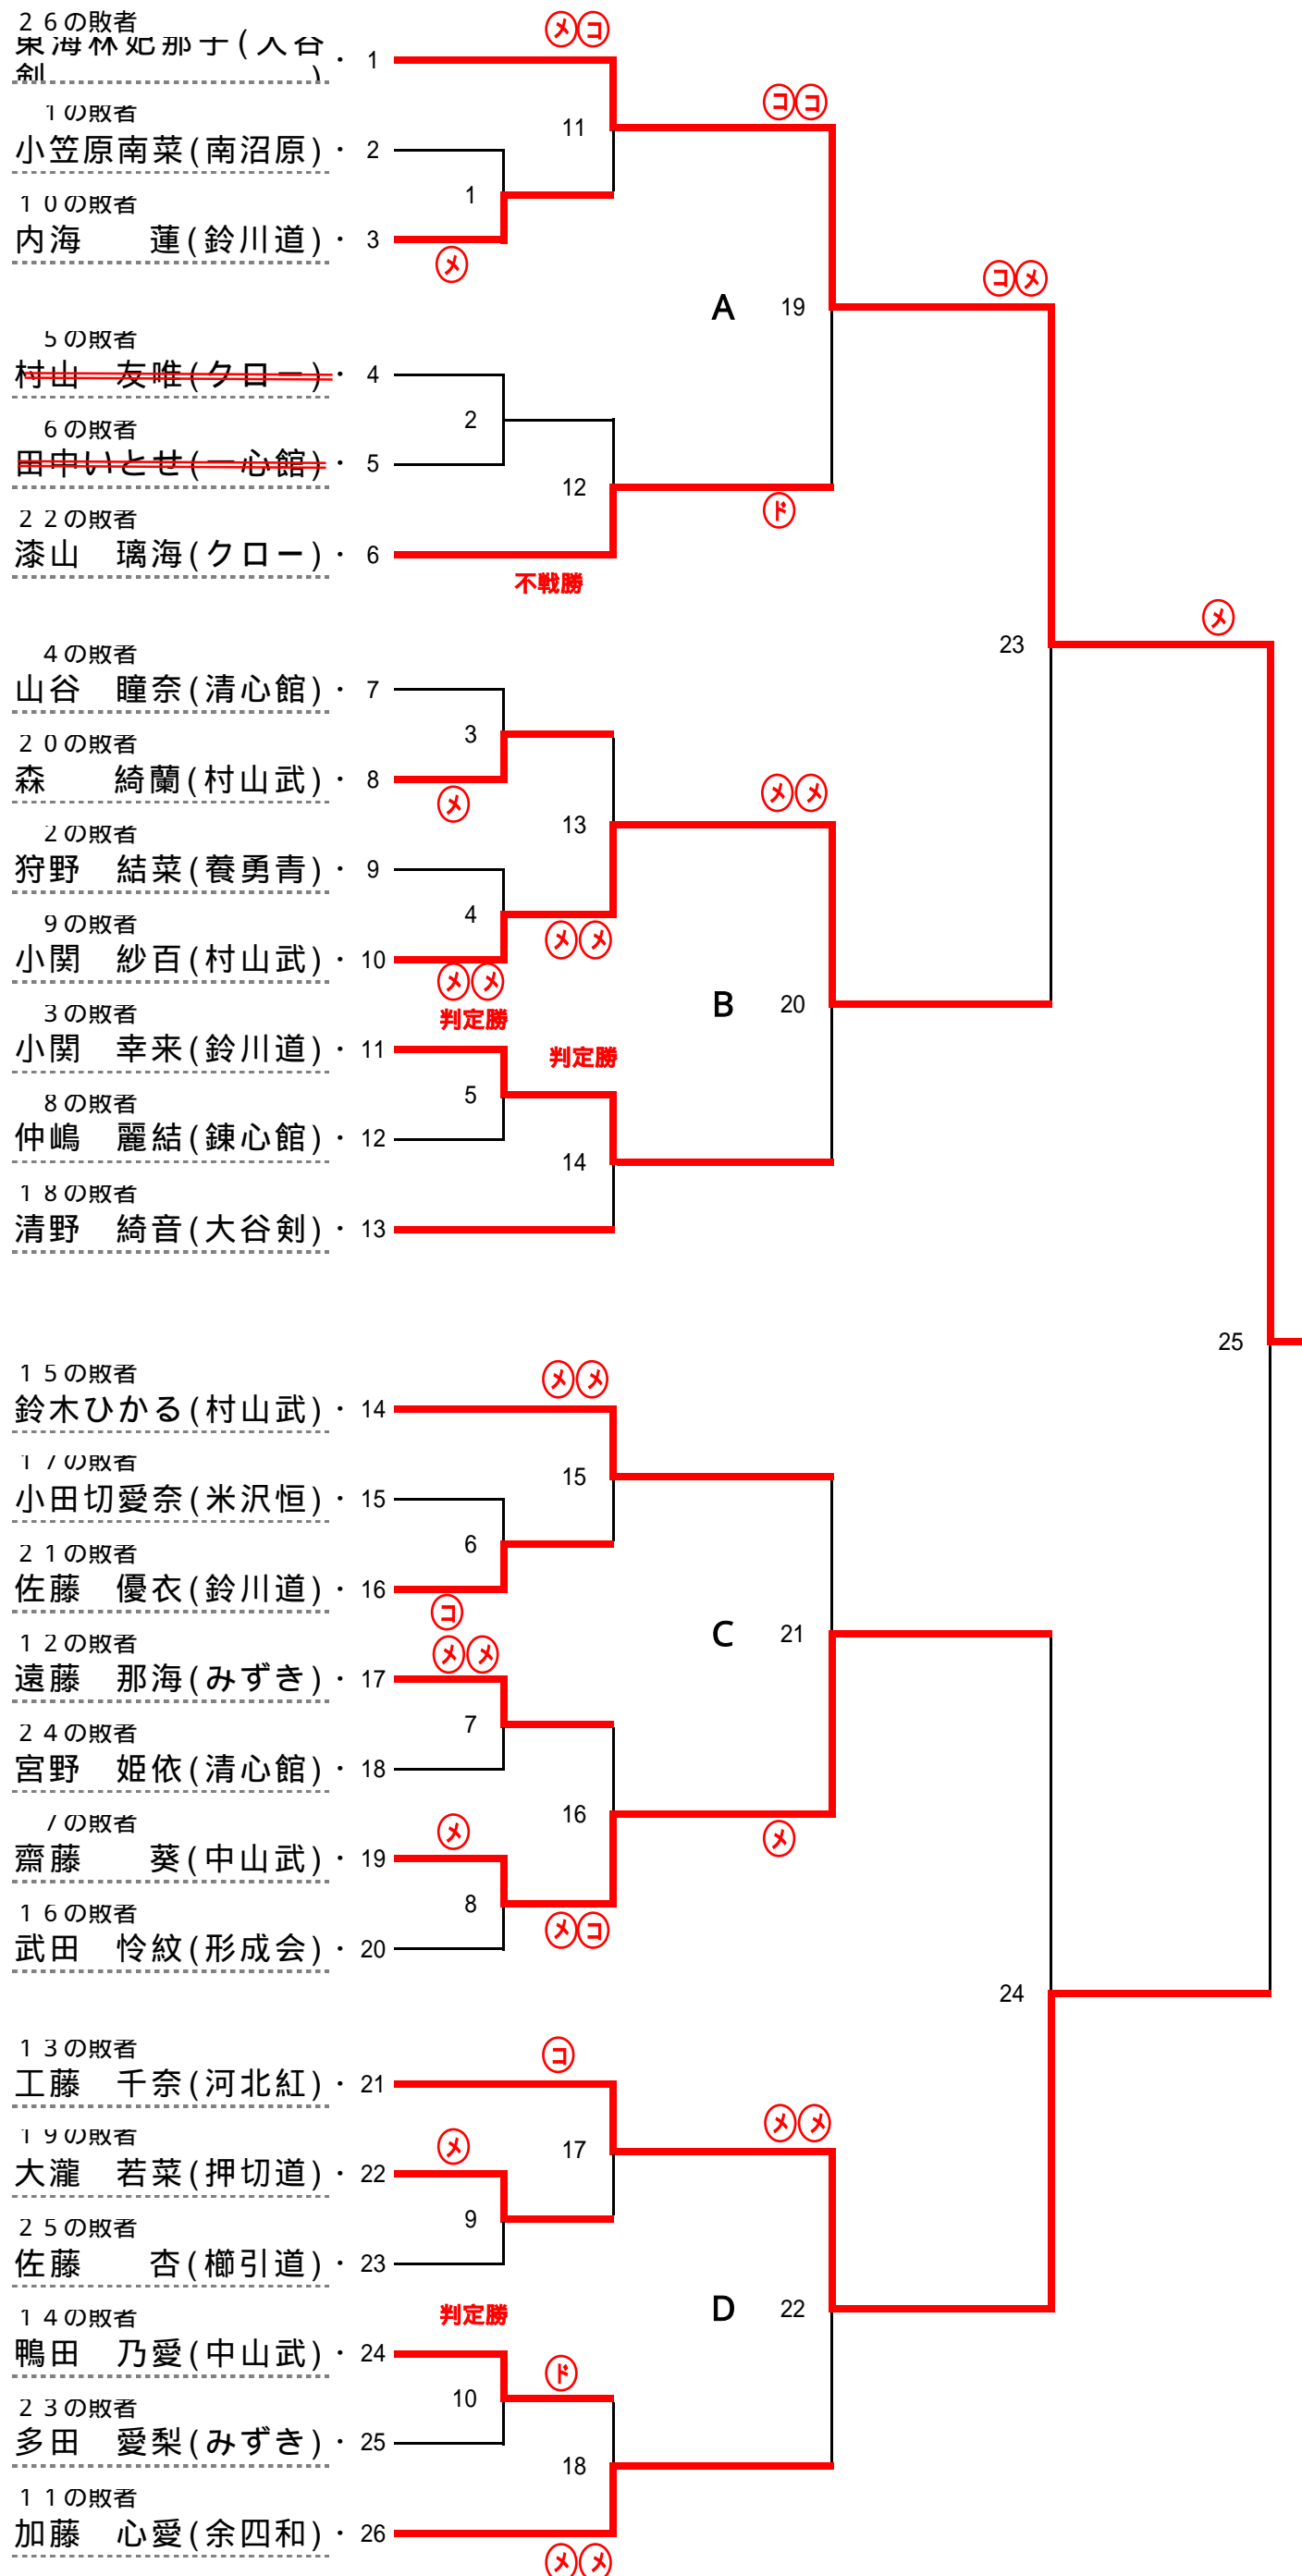 ２６の敗者
東海林妃那子(大谷
剣)・1
１の敗者
小笠原南菜(南沼原)・2
１０の敗者
内海　蓮(鈴川道)・3
５の敗者
村山　友唯(クロー)・4
６の敗者
田中いとせ(一心館)・5
２２の敗者
漆山　璃海(クロー)・6
４の敗者
山谷　瞳奈(清心館)・7
２０の敗者
森　綺蘭(村山武)・8
２の敗者
狩野　結菜(養勇青)・9
９の敗者
小関　紗百(村山武)・10
３の敗者
小関　幸来(鈴川道)・11
８の敗者
仲嶋　麗結(錬心館)・12
１８の敗者
清野　綺音(大谷剣)・13
１５の敗者
鈴木ひかる(村山武)・14
１７の敗者
小田切愛奈(米沢恒)・15
２１の敗者
佐藤　優衣(鈴川道)・16
１２の敗者
遠藤　那海(みずき)・17
２４の敗者
宮野　姫依(清心館)・18
７の敗者
齋藤　葵(中山武)・19
１６の敗者
武田　怜紋(形成会)・20
１３の敗者
工藤　千奈(河北紅)・21
１９の敗者
大瀧　若菜(押切道)・22
２５の敗者
佐藤　杏(櫛引道)・23
１４の敗者
鴨田　乃愛(中山武)・24
２３の敗者
多田　愛梨(みずき)・25
１１の敗者
加藤　心愛(余四和)・26
1
メ
2
3
メ
4
メメ
判定勝
5
6
コ
メメ
7
メ
8
メ
9
判定勝
10
メコ
11
12
不戦勝
13
メメ
判定勝
14
メメ
15
16
メコ
コ
17
ド
18
メメ
ココ
A
19
ド
メメ
B
20
C
21
メ
メメ
D
22
コメ
23
24
メ
25